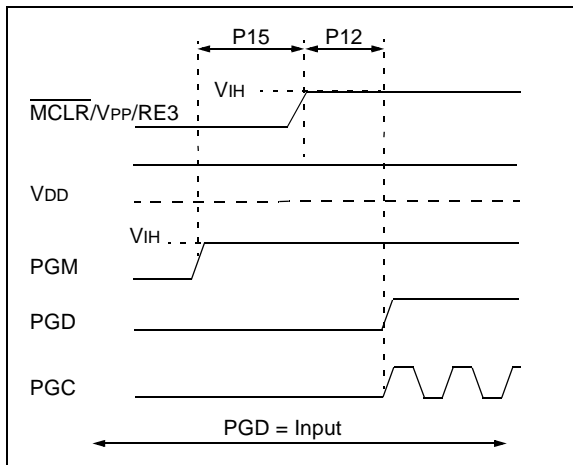 P15 P12
VIH
MCLR/VPP/RE3
VDD
VIH
PGM
PGD
PGC
PGD = Input